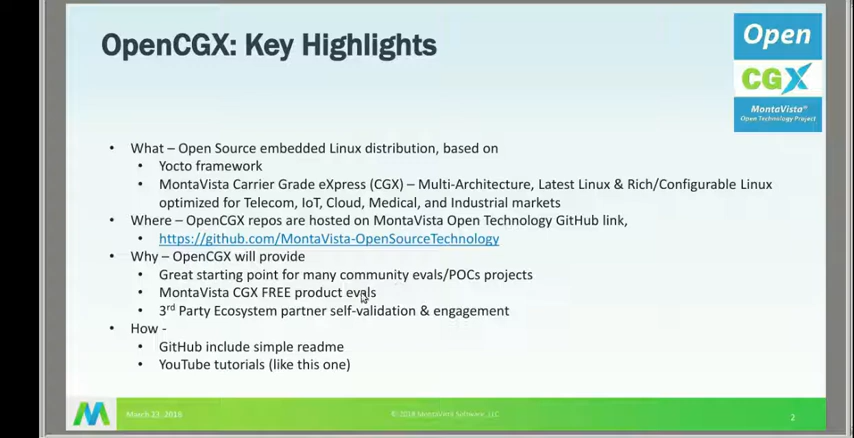 OpenCGX: Key Highlights
Open
CGX
MontaVista®
Open Technology Project
• What – Open Source embedded Linux distribution, based on
• Yocto framework
• MontaVista Carrier Grade eXpress (CGX) – Multi-Architecture, Latest Linux & Rich/Configurable Linux
optimized for Telecom, IoT, Cloud, Medical, and Industrial markets
• Where – OpenCGX repos are hosted on MontaVista Open Technology GitHub link,
• https://github.com/MontaVista-OpenSourceTechnology
• Why – OpenCGX will provide
• Great starting point for many community evals/POCs projects
• MontaVista CGX FREE product evals
• 3rd Party Ecosystem partner self-validation & engagement
• How -
• GitHub include simple readme
• YouTube tutorials (like this one)
March 13, 2018
© 2018 MontaVista Software, LLC
2